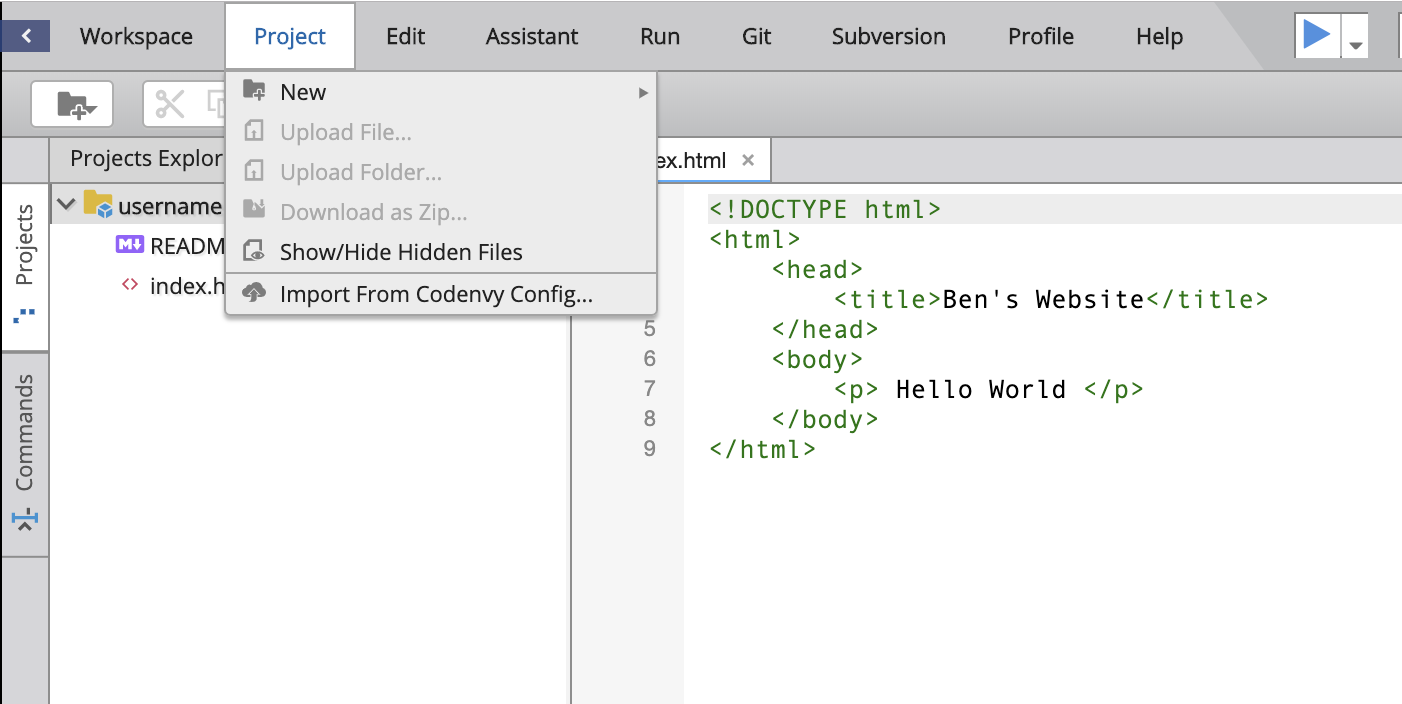 Workspace Project Edit Assistant Run Git Subversion Profile Help
New
Upload File...
Upload Folder...
Download as Zip...
Show/Hide Hidden Files
Import From Codenvy Config...
Projects Explor
username
M↓ READM
<> index.h
Projects
Commands
ex.html ×
<!DOCTYPE html>
<html>
<head>
<title>Ben's Website</title>
5 </head>
6 <body>
7 <p> Hello World </p>
8 </body>
9 </html>